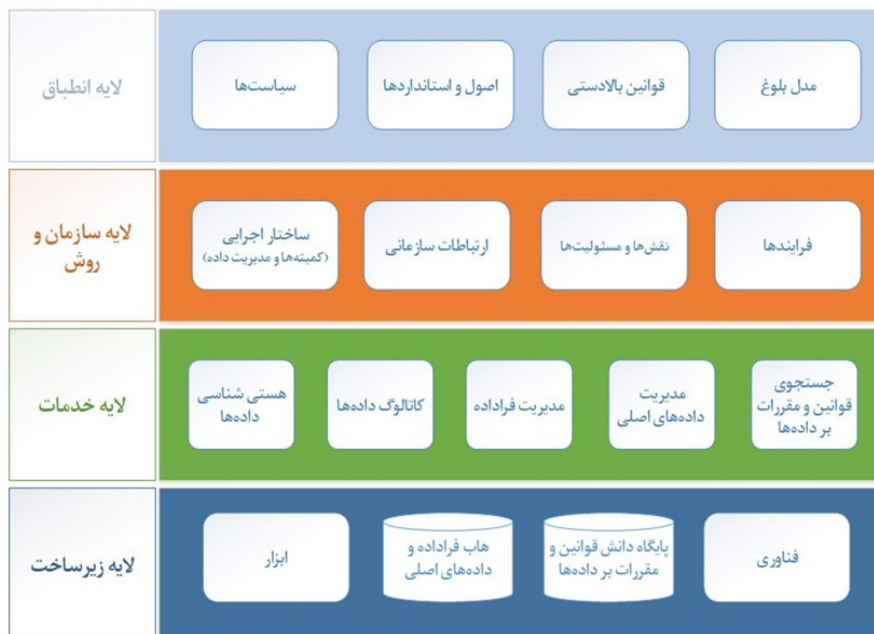 لایه انطباق
مدل بلوغ
قوانین بالادستی
اصول و استانداردها
سیاست‌ها
لایه سازمان و
روش
فرایندها
نقش‌ها و مسئولیت‌ها
ارتباطات سازمانی
ساختار اجرایی
(کمیته‌ها و مدیریت داده)
لایه خدمات
جستجوی
قوانین و مقررات
بر داده‌ها
مدیریت
داده‌های اصلی
مدیریت فراداده
کاتالوگ داده‌ها
هستی شناسی
داده‌ها
لایه زیرساخت
فناوری
پایگاه دانش قوانین و
مقررات بر داده‌ها
هاب فراداده و
داده‌های اصلی
ابزار